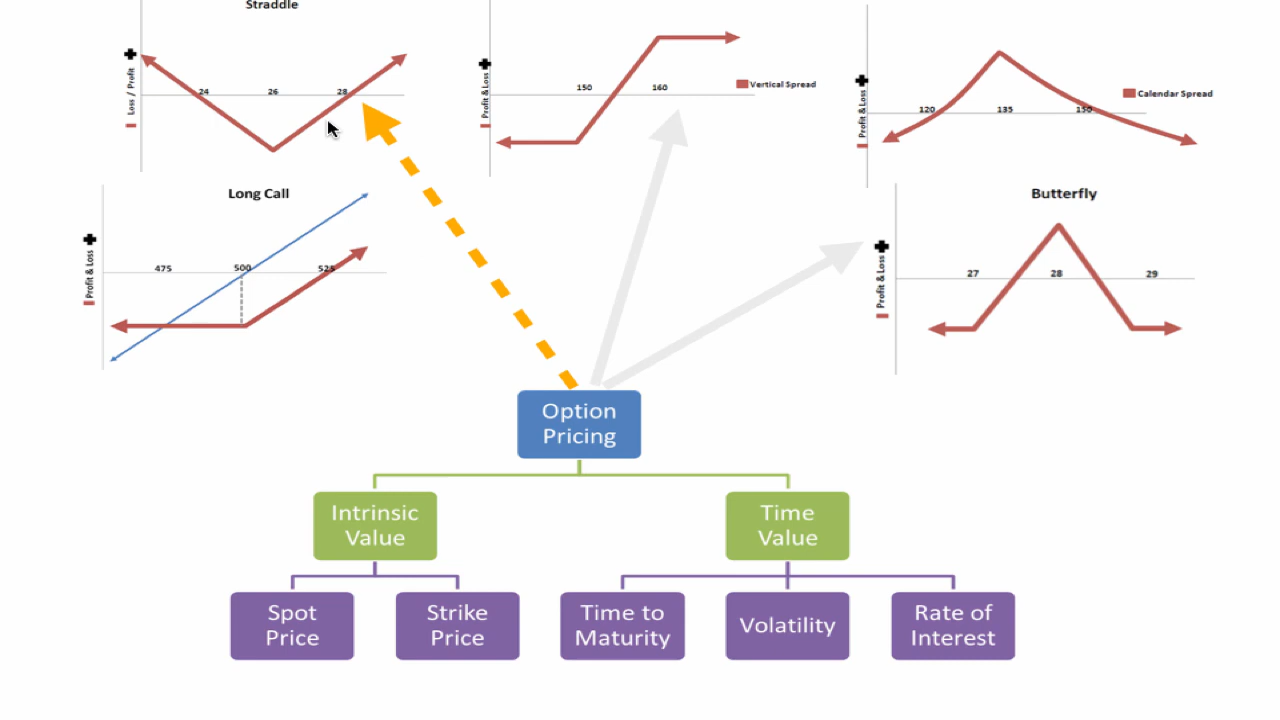 Straddle
Loss / Profit
24
26
28
Profit & Loss
150
160
Vertical Spread
Profit & Loss
120
135
150
Calendar Spread
Long Call
Profit & Loss
475
500
525
Butterfly
Profit & Loss
27
28
29
Option
Pricing
Intrinsic
Value
Time
Value
Spot
Price
Strike
Price
Time to
Maturity
Volatility
Rate of
Interest